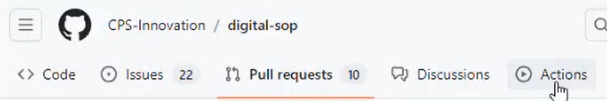 CPS-Innovation / digital-sop
Code Issues 22 Pull requests 10 Discussions Actions